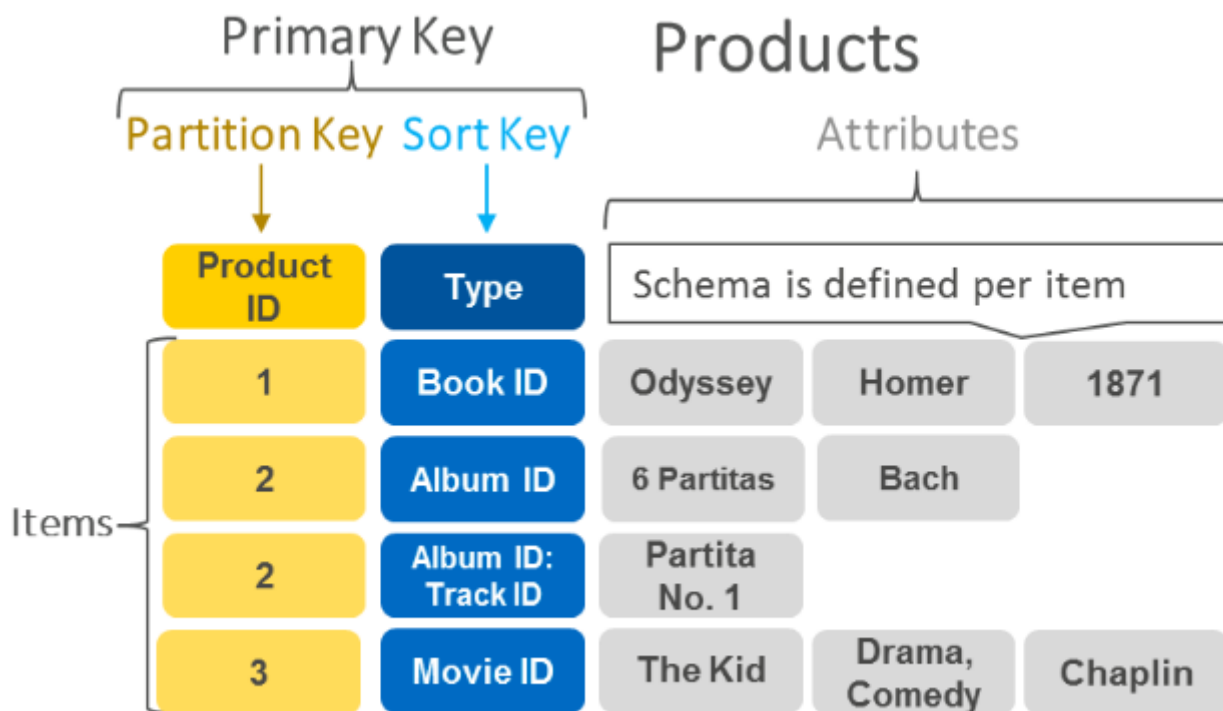 Primary Key
Products
Partition Key
Sort Key
Attributes
Product
ID
Type
Schema is defined per item
Items
1
Book ID
Odyssey
Homer
1871
2
Album ID
6 Partitas
Bach
2
Album ID:
Track ID
Partita
No. 1
3
Movie ID
The Kid
Drama,
Comedy
Chaplin